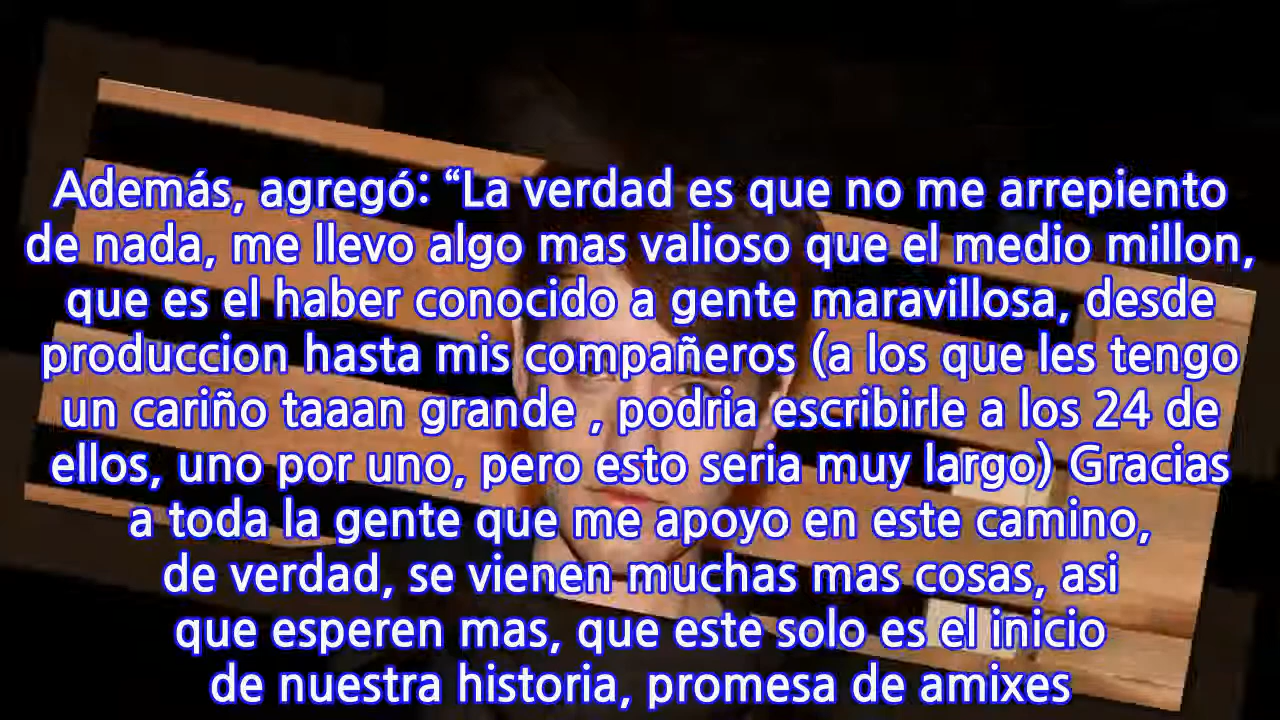 Además, agregó: “La verdad es que no me arrepiento
de nada, me llevo algo mas valioso que el medio millon,
que es el haber conocido a gente maravillosa, desde
produccion hasta mis compañeros (a los que les tengo
un cariño taaan grande , podria escribirle a los 24 de
ellos, uno por uno, pero esto seria muy largo) Gracias
a toda la gente que me apoyo en este camino,
de verdad, se vienen muchas mas cosas, asi
que esperen mas, que este solo es el inicio
de nuestra historia, promesa de amixes